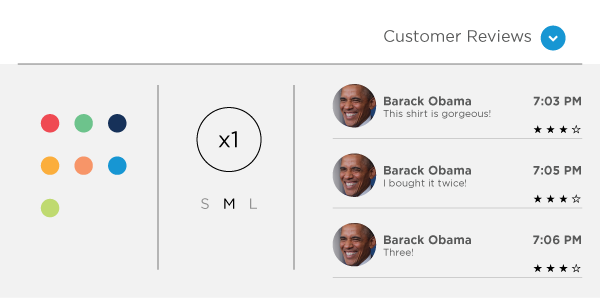 Customer Reviews
x1
S M L
Barack Obama 7:03 PM
This shirt is gorgeous!
Barack Obama 7:05 PM
I bought it twice!
Barack Obama 7:06 PM
Three!